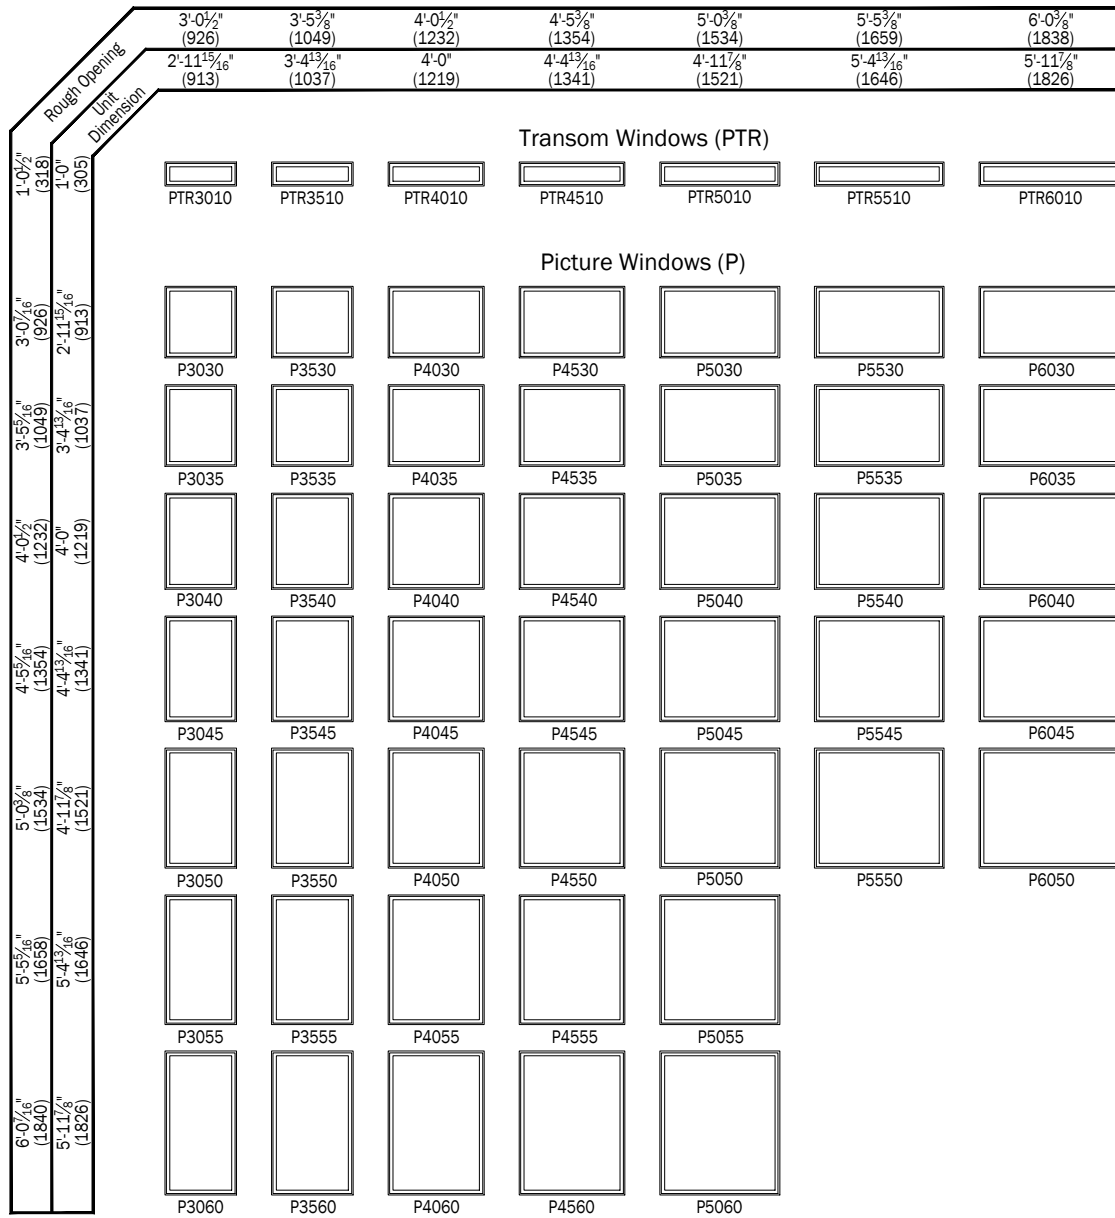 3'-0½" 3'-5⅜" 4'-0½" 4'-5⅜" 5'-0⅜" 5'-5⅜" 6'-0⅜"
(926) (1049) (1232) (1354) (1534) (1659) (1838)
2'-11¹⁵⁄₁₆" 3'-4¹³⁄₁₆" 4'-0" 4'-4¹³⁄₁₆" 4'-11⅞" 5'-4¹³⁄₁₆" 5'-11⅞"
(913) (1037) (1219) (1341) (1521) (1646) (1826)
Rough Opening
Unit
Dimension
Transom Windows (PTR)
1'-0½"
(318)
1'-0"
(305)
PTR3010 PTR3510 PTR4010 PTR4510 PTR5010 PTR5510 PTR6010
Picture Windows (P)
3'-0⁷⁄₁₆"
(926)
2'-11¹⁵⁄₁₆"
(913)
P3030 P3530 P4030 P4530 P5030 P5530 P6030
3'-5⁵⁄₁₆"
(1049)
3'-4¹³⁄₁₆"
(1037)
P3035 P3535 P4035 P4535 P5035 P5535 P6035
4'-0½"
(1232)
4'-0"
(1219)
P3040 P3540 P4040 P4540 P5040 P5540 P6040
4'-5⁵⁄₁₆"
(1354)
4'-4¹³⁄₁₆"
(1341)
P3045 P3545 P4045 P4545 P5045 P5545 P6045
5'-0⅜"
(1534)
4'-11⅞"
(1521)
P3050 P3550 P4050 P4550 P5050 P5550 P6050
5'-5⁵⁄₁₆"
(1658)
5'-4¹³⁄₁₆"
(1646)
P3055 P3555 P4055 P4555 P5055
6'-0⁷⁄₁₆"
(1840)
5'-11⅞"
(1826)
P3060 P3560 P4060 P4560 P5060